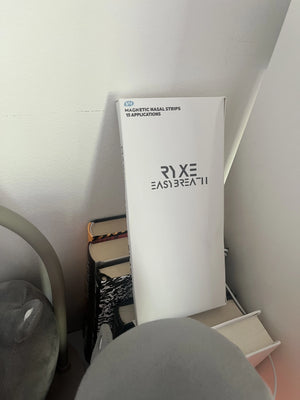 MAGNETIC NASAL STRIPS
15 APPLICATIONS
RYXE
EASYBREATH